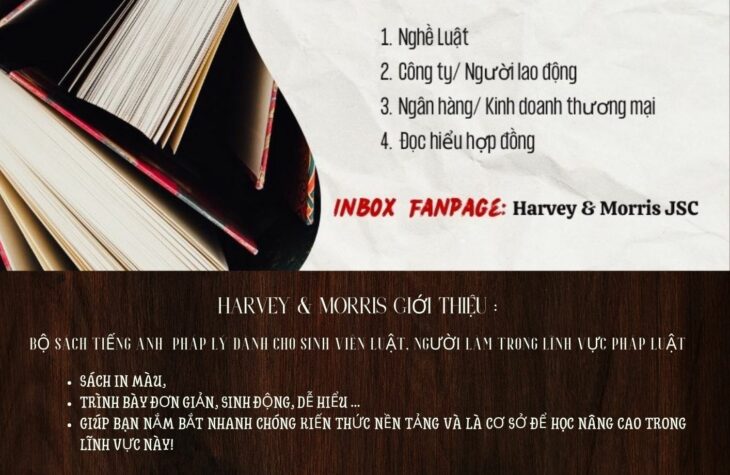 1. Nghề Luật
2. Công ty/ Người lao động
3. Ngân hàng/ Kinh doanh thương mại
4. Đọc hiểu hợp đồng
INBOX FANPAGE: Harvey & Morris JSC
HARVEY & MORRIS GIỚI THIỆU :
BỘ SÁCH TIẾNG ANH PHÁP LÝ DÀNH CHO SINH VIÊN LUẬT, NGƯỜI LÀM TRONG LĨNH VỰC PHÁP LUẬT
• SÁCH IN MÀU,
• TRÌNH BÀY ĐƠN GIẢN, SINH ĐỘNG, DỄ HIỂU ...
• GIÚP BẠN NẮM BẮT NHANH CHÓNG KIẾN THỨC NỀN TẢNG VÀ LÀ CƠ SỞ ĐỂ HỌC NÂNG CAO TRONG
LĨNH VỰC NÀY!